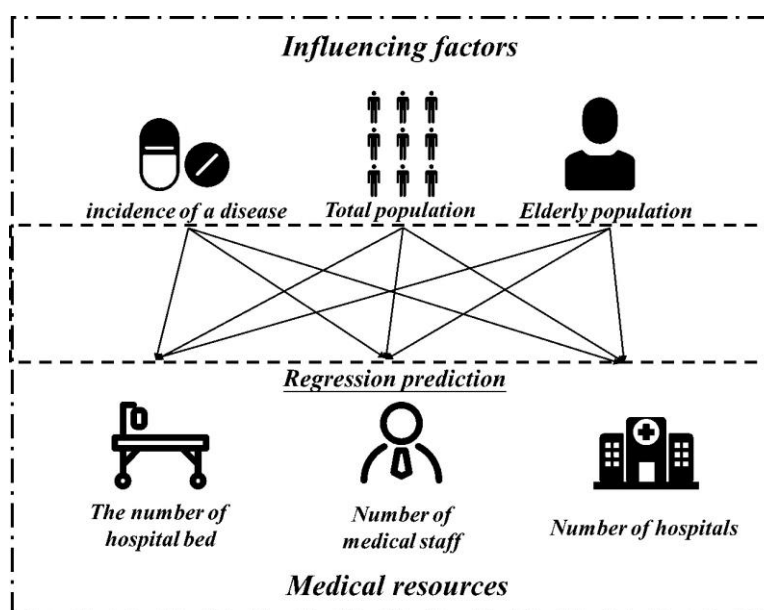 Influencing factors
incidence of a disease
Total population
Elderly population
Regression prediction
The number of
hospital bed
Number of
medical staff
Number of hospitals
Medical resources